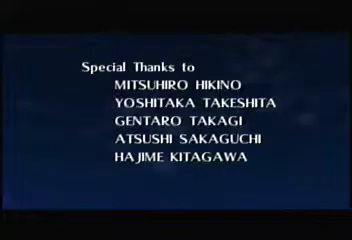 Special Thanks to
MITSUHIRO HIKINO
YOSHITAKA TAKESHITA
GENTARO TAKAGI
ATSUSHI SAKAGUCHI
HAJIME KITAGAWA